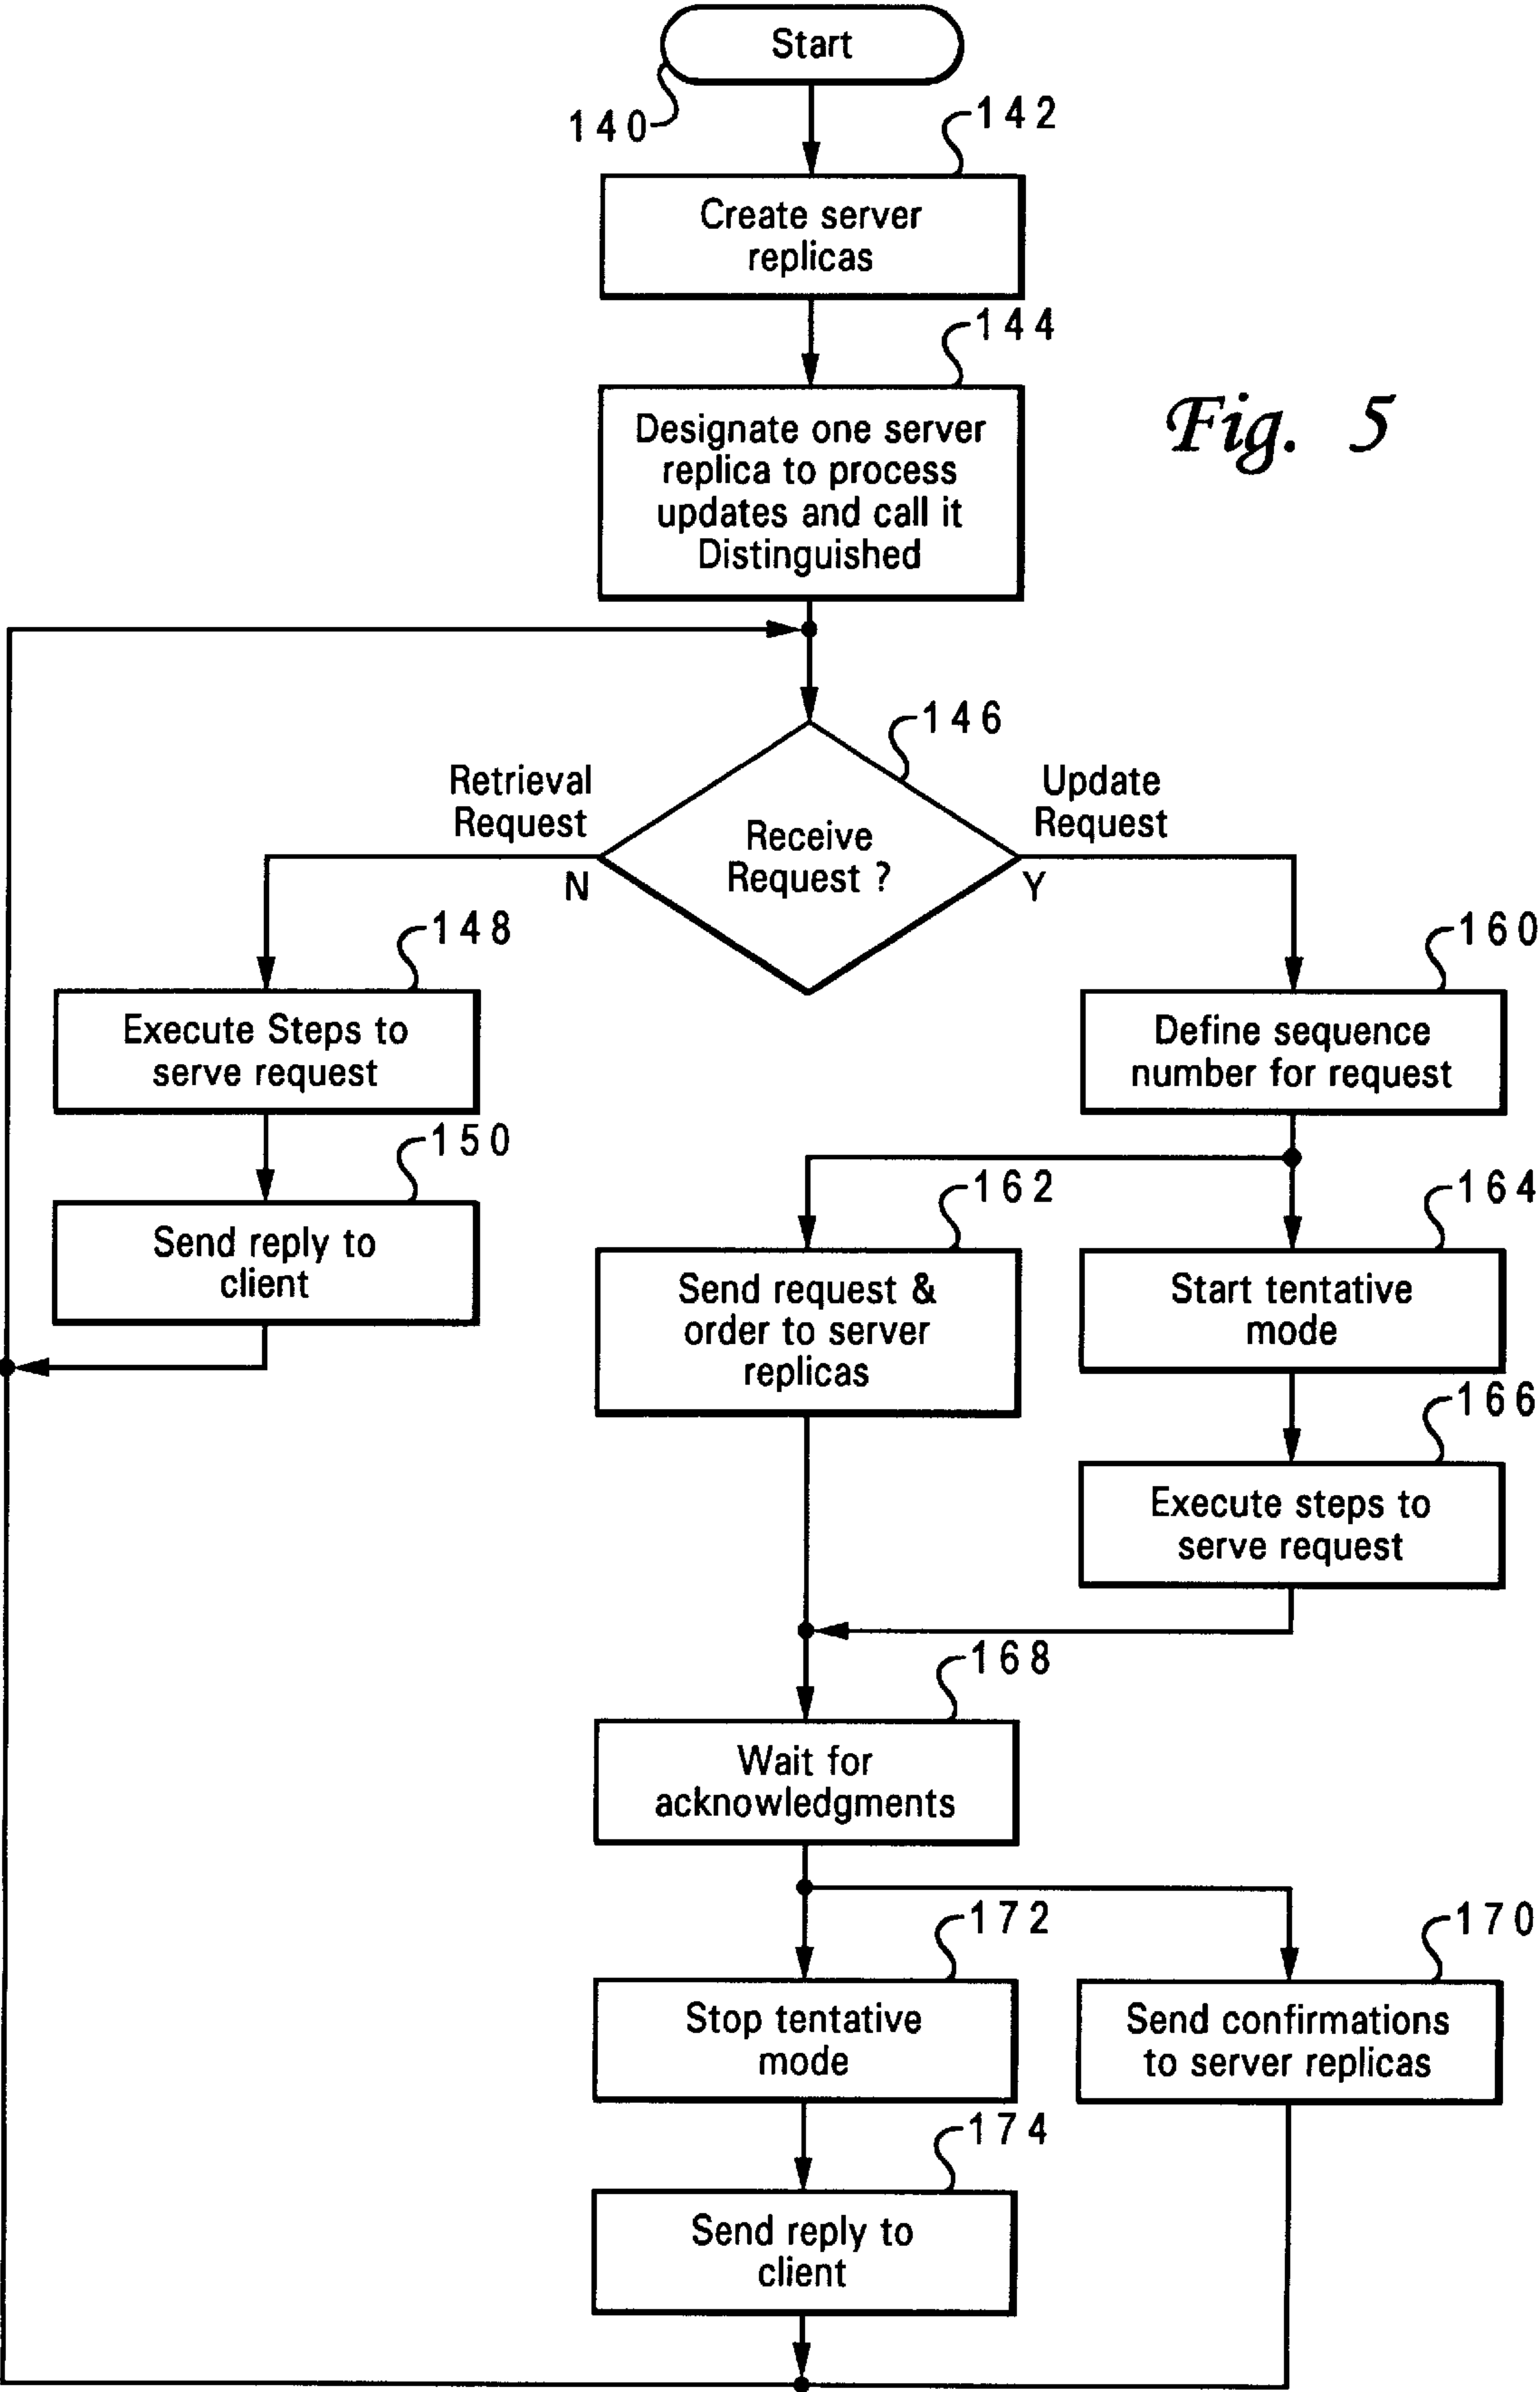 Start
140
142
Create server
replicas
144
Designate one server
replica to process
updates and call it
Distinguished
Fig. 5
146
Retrieval
Request
Update
Request
Receive
Request ?
N
Y
148
Execute Steps to
serve request
160
Define sequence
number for request
150
Send reply to
client
162
Send request &
order to server
replicas
164
Start tentative
mode
166
Execute steps to
serve request
168
Wait for
acknowledgments
172
Stop tentative
mode
170
Send confirmations
to server replicas
174
Send reply to
client